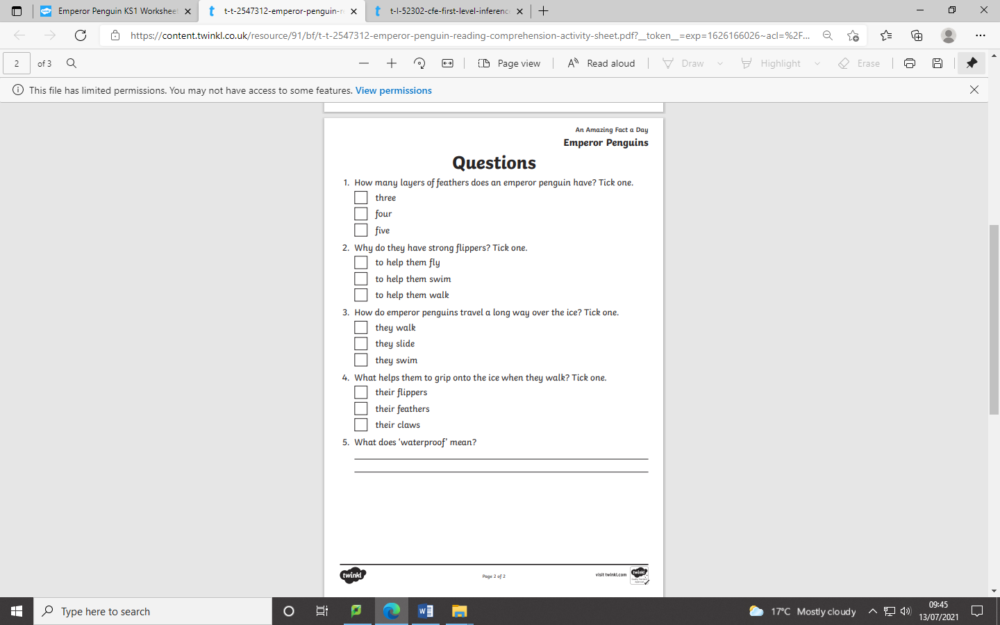 Emperor Penguin KS1 Worksheet
t-t-2547312-emperor-penguin-r
t-l-52302-cfe-first-level-inference
https://content.twinkl.co.uk/resource/91/bf/t-t-2547312-emperor-penguin-reading-comprehension-activity-sheet.pdf?__token__=exp=1626166026~acl=%2F...
2 of 3
Page view
Read aloud
Draw
Highlight
Erase
This file has limited permissions. You may not have access to some features. View permissions
An Amazing Fact a Day
Emperor Penguins
Questions
1. How many layers of feathers does an emperor penguin have? Tick one.
three
four
five
2. Why do they have strong flippers? Tick one.
to help them fly
to help them swim
to help them walk
3. How do emperor penguins travel a long way over the ice? Tick one.
they walk
they slide
they swim
4. What helps them to grip onto the ice when they walk? Tick one.
their flippers
their feathers
their claws
5. What does ‘waterproof’ mean?
twinkl
Page 2 of 2
visit twinkl.com
twinkl
Type here to search
17°C Mostly cloudy
09:45
13/07/2021